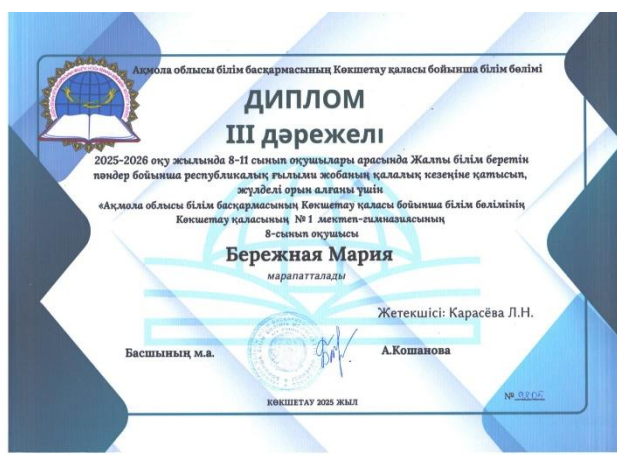 Ақмола облысы білім басқармасының Көкшетау қаласы бойынша білім бөлімі
ДИПЛОМ
III дәрежелі
2025-2026 оқу жылында 8-11 сынып оқушылары арасында Жалпы білім беретін
пәндер бойынша республикалық ғылыми жобаның қалалық кезеңіне қатысып,
жүлделі орын алғаны үшін
«Ақмола облысы білім басқармасының Көкшетау қаласы бойынша білім бөлімінің
Көкшетау қаласының № 1 мектеп-гимназиясының
8-сынып оқушысы
Бережная Мария
марапатталады
Жетекшісі: Карасёва Л.Н.
Басшының м.а.
А.Кошанова
КӨКШЕТАУ 2025 ЖЫЛ
№ 0805